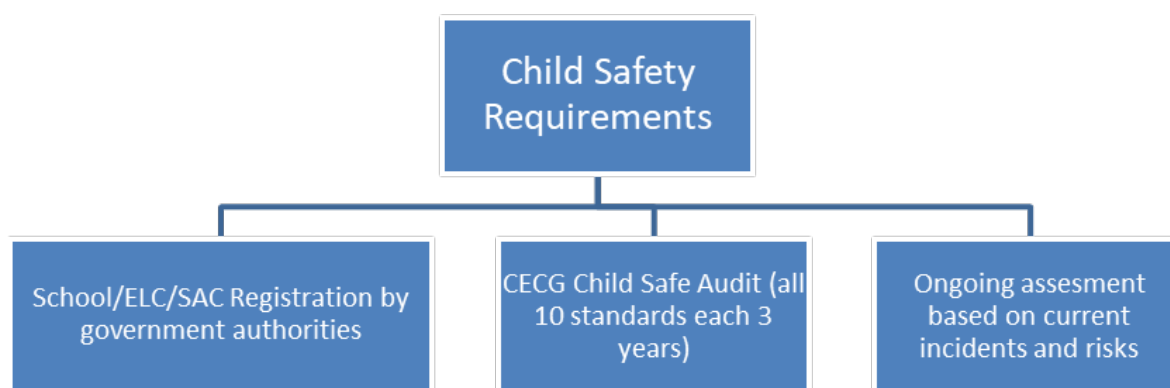 Child Safety
Requirements
School/ELC/SAC Registration by
government authorities
CECG Child Safe Audit (all
10 standards each 3
years)
Ongoing assesment
based on current
incidents and risks